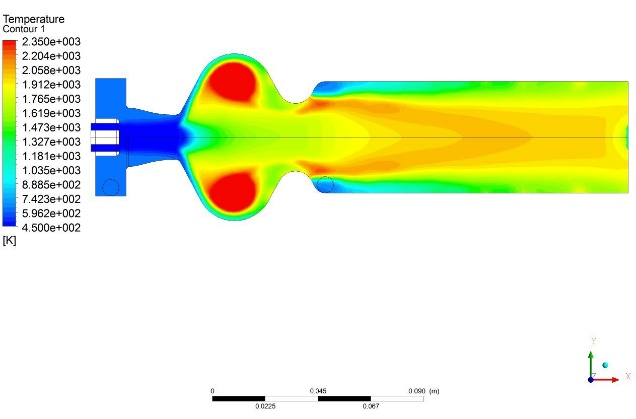 Temperature
Contour 1
2.350e+003
2.204e+003
2.058e+003
1.912e+003
1.765e+003
1.619e+003
1.473e+003
1.327e+003
1.181e+003
1.035e+003
8.885e+002
7.423e+002
5.962e+002
4.500e+002
[K]
Y
X
Z
0
0.045
0.090 (m)
0.0225
0.067